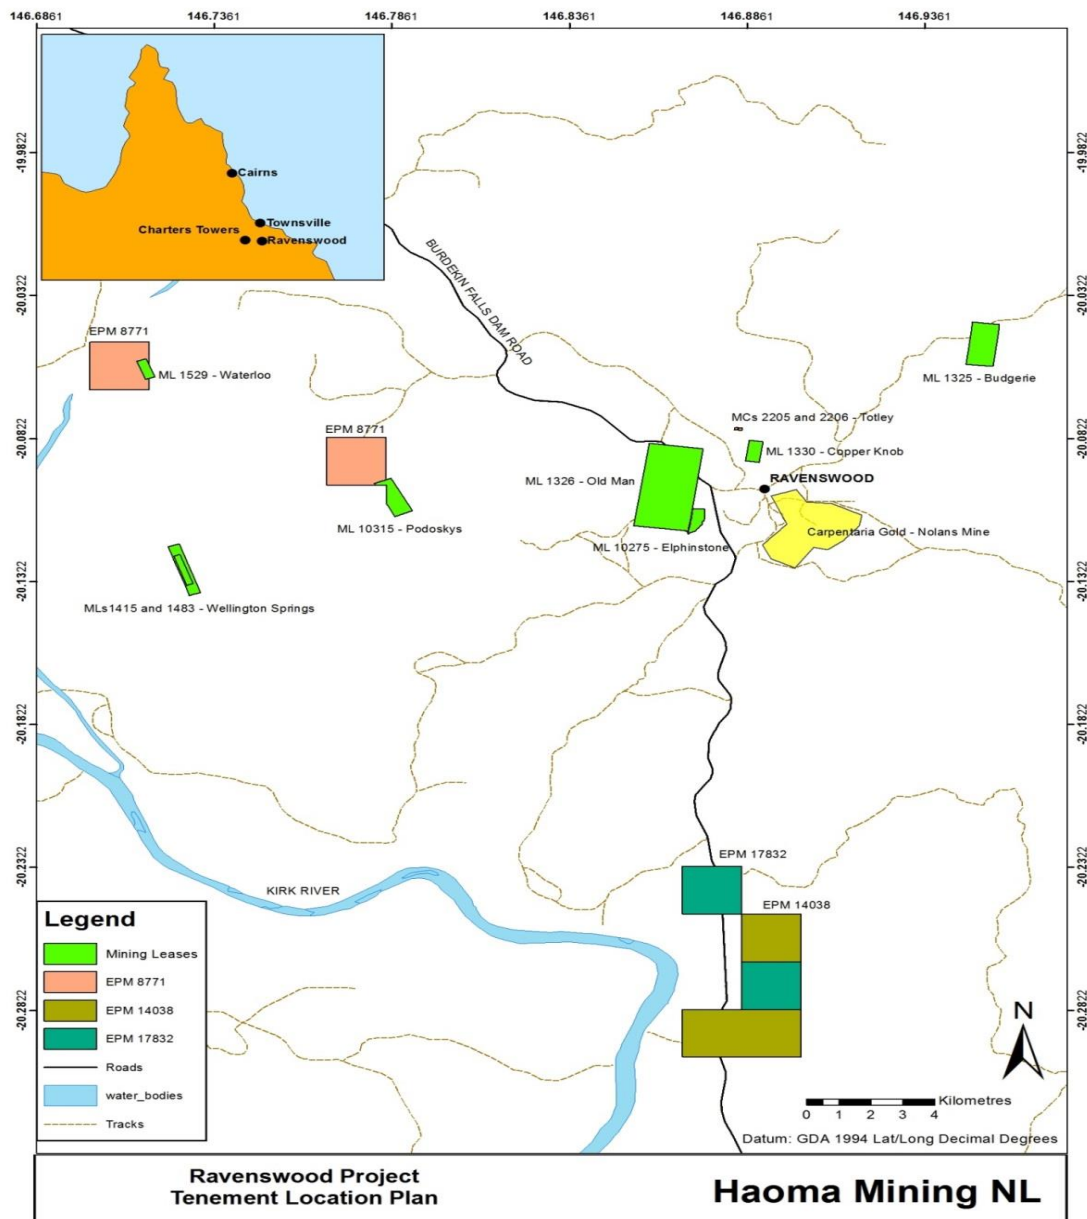 146.6861 146.7361 146.7861 146.8361 146.8861 146.9361
-19.9822 -19.9822
-20.0322 -20.0322
-20.0822 -20.0822
-20.1322 -20.1322
-20.1822 -20.1822
-20.2322 -20.2322
-20.2822 -20.2822
Cairns
Townsville
Charters Towers
Ravenswood
BURDEKIN FALLS DAM ROAD
EPM 8771
ML 1529 - Waterloo
ML 1325 - Budgerie
MCs 2205 and 2206 - Totley
EPM 8771
ML 1330 - Copper Knob
RAVENSWOOD
ML 1326 - Old Man
ML 10315 - Podoskys
Carpentaria Gold - Nolans Mine
ML 10275 - Elphinstone
MLs1415 and 1483 - Wellington Springs
EPM 17832
KIRK RIVER
EPM 14038
Legend
Mining Leases
EPM 8771
EPM 14038
EPM 17832
Roads
water_bodies
Tracks
N
Kilometres
0 1 2 3 4
Datum: GDA 1994 Lat/Long Decimal Degrees
Ravenswood Project
Tenement Location Plan
Haoma Mining NL